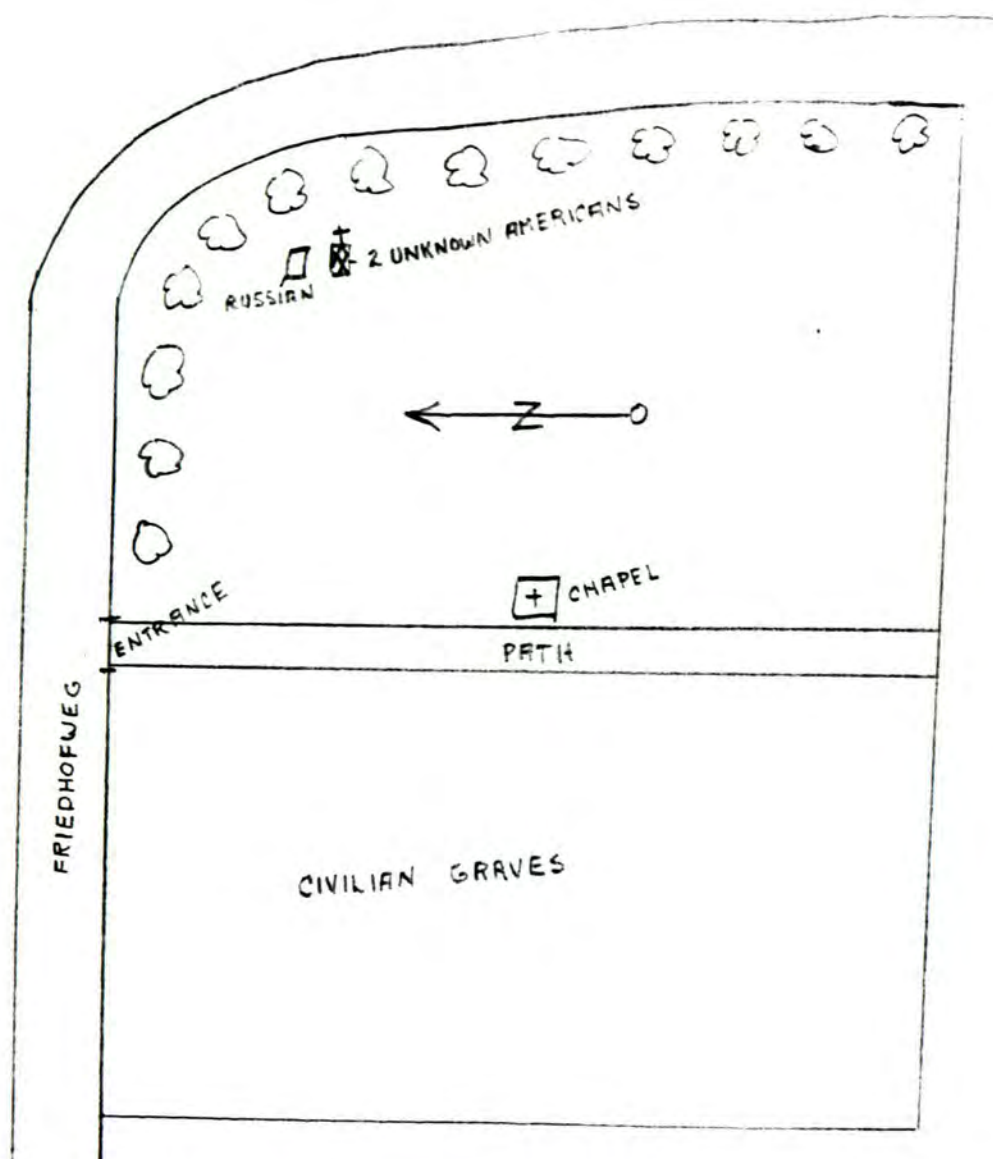 2 UNKNOWN AMERICANS
RUSSIAN
N
CHAPEL
ENTRANCE
PATH
FRIEDHOFWEG
CIVILIAN GRAVES